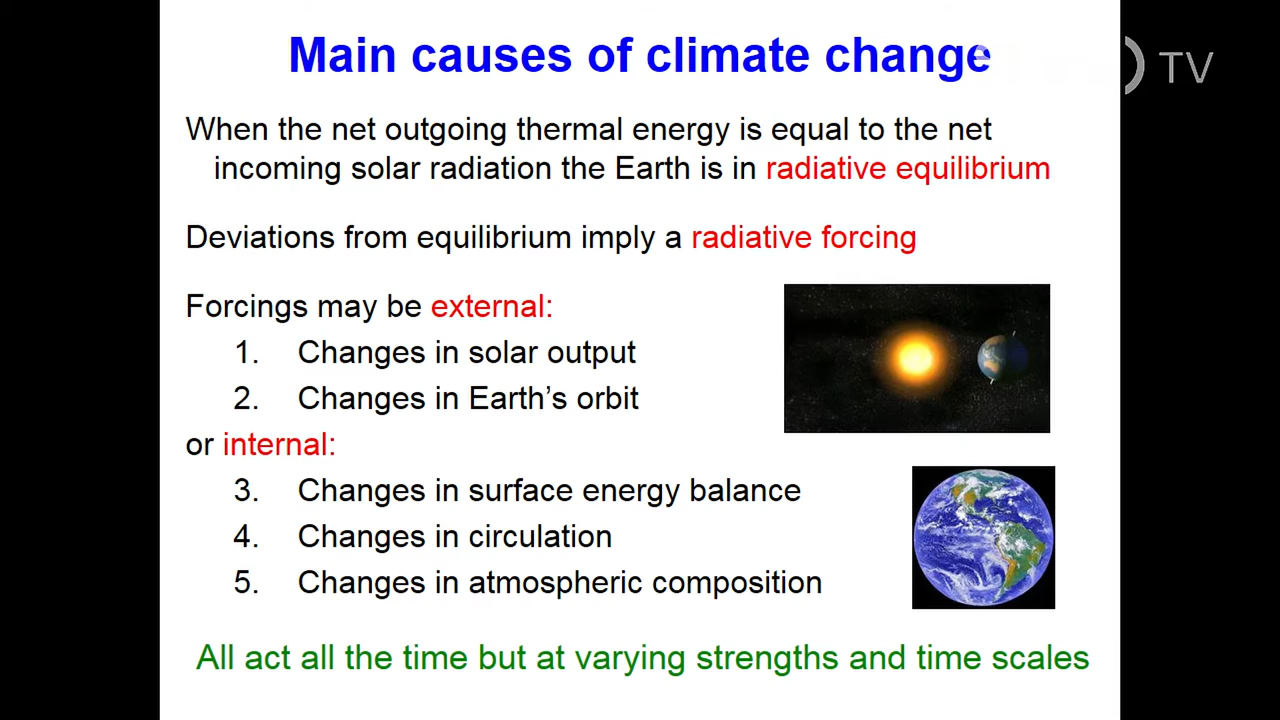 Main causes of climate change
TV
When the net outgoing thermal energy is equal to the net
incoming solar radiation the Earth is in radiative equilibrium
Deviations from equilibrium imply a radiative forcing
Forcings may be external:
1. Changes in solar output
2. Changes in Earth’s orbit
or internal:
3. Changes in surface energy balance
4. Changes in circulation
5. Changes in atmospheric composition
All act all the time but at varying strengths and time scales